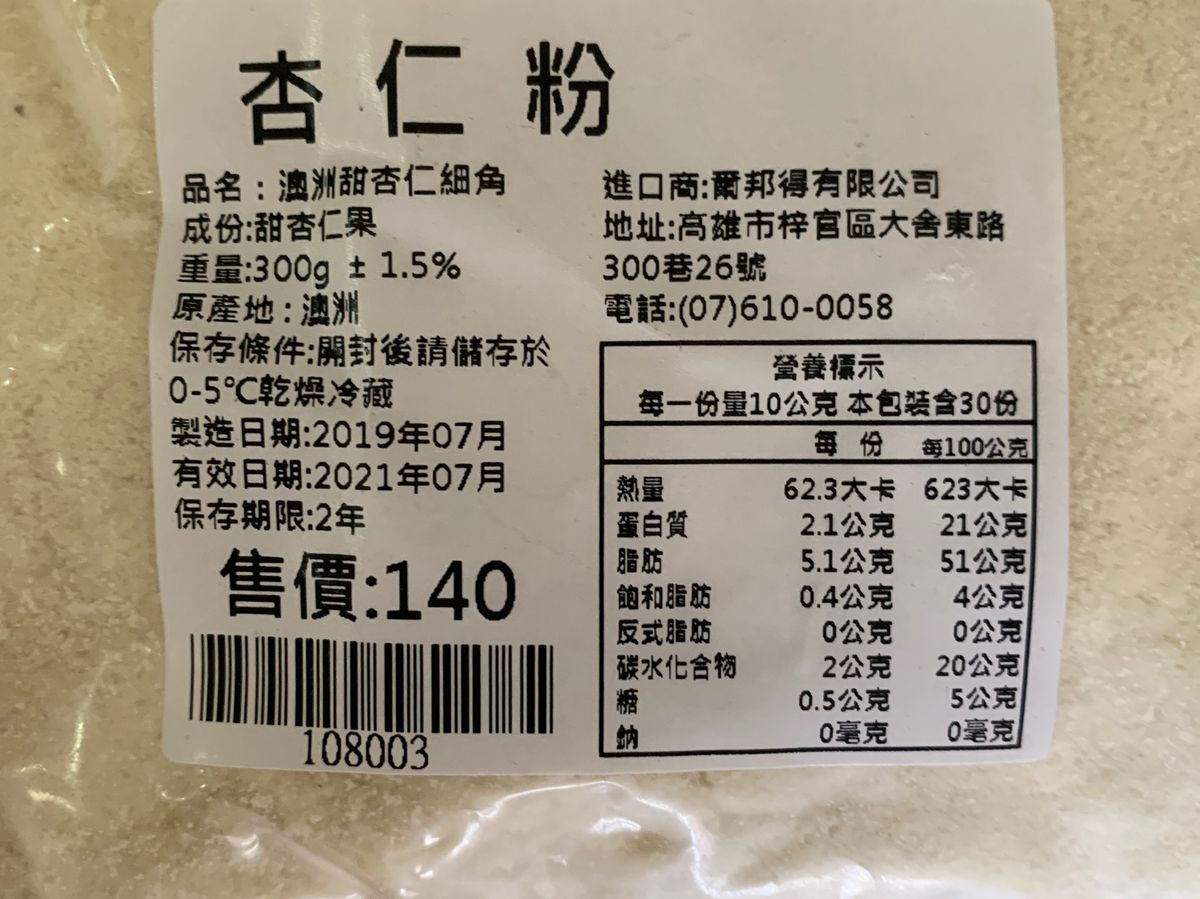 杏仁粉
品名：澳洲甜杏仁細角
成份:甜杏仁果
重量:300g ± 1.5%
原產地：澳洲
保存條件:開封後請儲存於
0-5℃乾燥冷藏
製造日期:2019年07月
有效日期:2021年07月
保存期限:2年
售價:140
108003
進口商:爾邦得有限公司
地址:高雄市梓官區大舍東路
300巷26號
電話:(07)610-0058
營養標示
每一份量10公克 本包裝含30份
每 份 每100公克
熱量 62.3大卡 623大卡
蛋白質 2.1公克 21公克
脂肪 5.1公克 51公克
飽和脂肪 0.4公克 4公克
反式脂肪 0公克 0公克
碳水化合物 2公克 20公克
糖 0.5公克 5公克
鈉 0毫克 0毫克